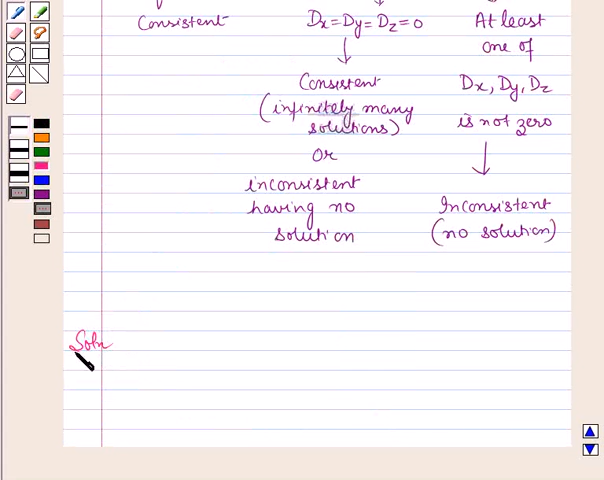 Consistent
Dx=Dy=Dz=0
At least
one of
Consistent
(infinitely many
solutions)
Dx, Dy, Dz
is not zero
or
inconsistent
having no
solution
Inconsistent
(no solution)
Soln